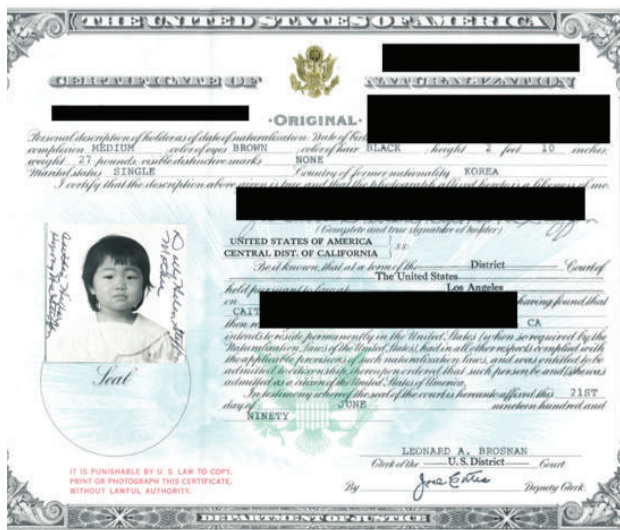 THE UNITED STATES OF AMERICA
CERTIFICATE OF NATURALIZATION
·ORIGINAL·
Personal description of holder as of date of naturalization: Date of birth
complexion MEDIUM color of eyes BROWN color of hair BLACK height 2 feet 10 inches;
weight 27 pounds; visible distinctive marks NONE
Marital status SINGLE Country of former nationality KOREA
I certify that the description above given is true, and that the photograph affixed hereto is a likeness of me.
(Complete and true signature of holder)
UNITED STATES OF AMERICA
CENTRAL DIST. OF CALIFORNIA
s.s:
Be it known, that at a term of the District Court of
The United States
held pursuant to law at Los Angeles
on having found that
CAIT
then re CA
intends to reside permanently in the United States (when so required by the
Naturalization Laws of the United States), had in all other respects complied with
the applicable provisions of such naturalization laws, and was entitled to be
admitted to citizenship, thereupon ordered that such person be and (s)he was
admitted as a citizen of the United States of America.
In testimony whereof the seal of the court is hereunto affixed this 21ST
day of JUNE nineteen hundred and
NINETY
Seal
LEONARD A. BROSNAN
Clerk of the U.S. District Court
By Deputy Clerk.
IT IS PUNISHABLE BY U. S. LAW TO COPY,
PRINT OR PHOTOGRAPH THIS CERTIFICATE,
WITHOUT LAWFUL AUTHORITY.
DEPARTMENT OF JUSTICE